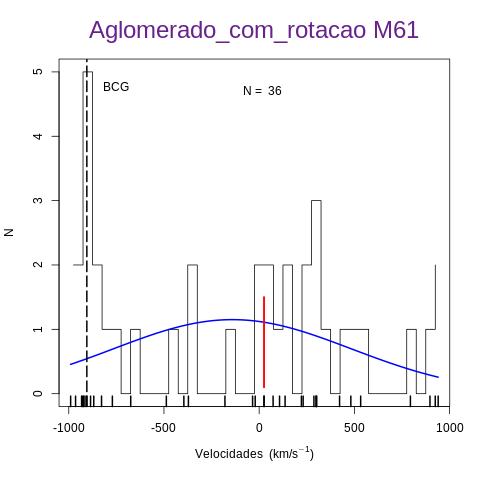 Aglomerado_com_rotacao M61
BCG
N = 36
5
4
3
2
1
0
N
-1000 -500 0 500 1000
Velocidades (km/s⁻¹)